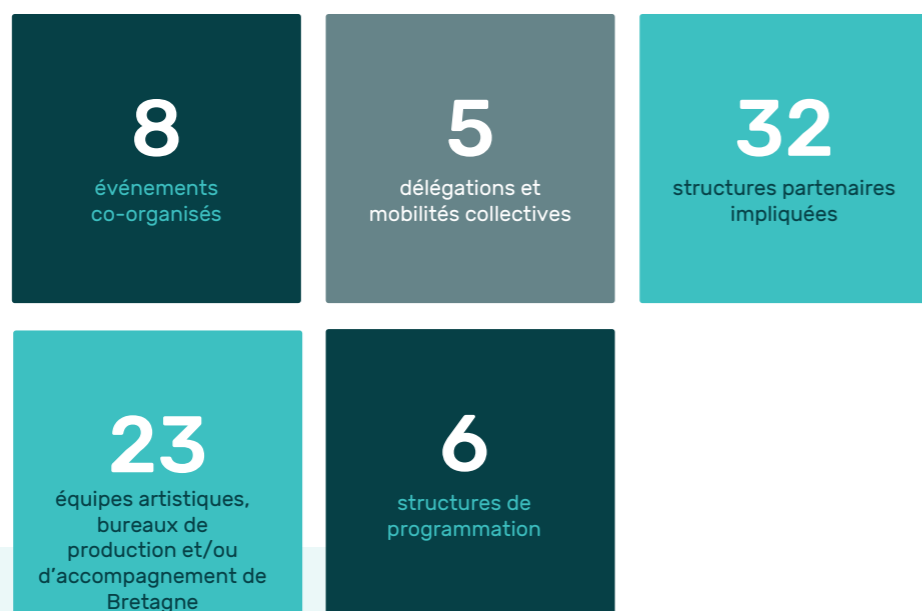 8
événements
co-organisés
5
délégations et
mobilités collectives
32
structures partenaires
impliquées
23
équipes artistiques,
bureaux de
production et/ou
d'accompagnement de
Bretagne
6
structures de
programmation